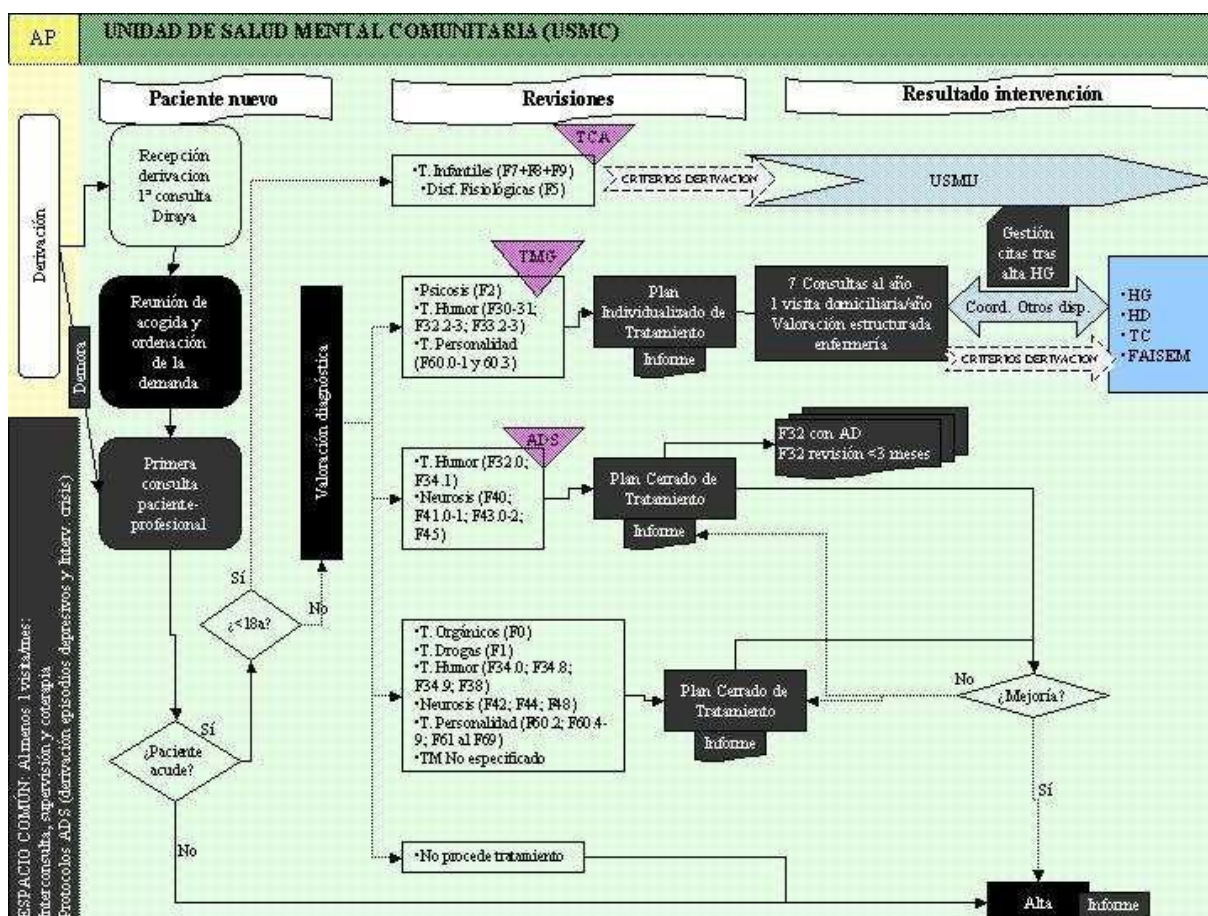 AP
UNIDAD DE SALUD MENTAL COMUNITARIA (USMC)
Paciente nuevo
Revisiones
Resultado intervención
Derivación
Demora
Recepción
derivacion
1ª consulta
Diraya
Reunión de
acogida y
ordenación
de la
demanda
Primera
consulta
paciente-
profesional
¿Paciente
acude?
Sí
No
¿<18a?
Sí
No
Valoración diagnóstica
TCA
•T. Infantiles (F7+F8+F9)
•Disf. Fisiológicas (F5)
CRITERIOS DERIVACION
USMIJ
TMG
•Psicosis (F2)
•T. Humor (F30-31;
F32.2-3; F33.2-3)
•T. Personalidad
(F60.0-1 y 60.3)
Plan
Individualizado de
Tratamiento
Informe
7 Consultas al año
1 visita domiciliaria/año
Valoración estructurada
enfermería
Gestión
citas tras
alta HG
Coord. Otros disp.
CRITERIOS DERIVACION
•HG
•HD
•TC
•FAISEM
ADS
•T. Humor (F32.0;
F34.1)
•Neurosis (F40;
F41.0-1; F43.0-2;
F45)
Plan Cerrado de
Tratamiento
Informe
F32 con AD
F32 revisión <3 meses
•T. Orgánicos (F0)
•T. Drogas (F1)
•T. Humor (F34.0; F34.8;
F34.9; F38)
•Neurosis (F42; F44; F48)
•T. Personalidad (F60.2; F60.4-
9; F61 al F69)
•TM No especificado
Plan Cerrado de
Tratamiento
Informe
No
¿Mejoría?
Sí
•No procede tratamiento
Alta
Informe
ESPACIO COMÚN: Al menos 1 visita/mes:
Interconsulta, supervisión y coterapia
Protocolos ADS (derivación episodios depresivos y Interv. crisis)